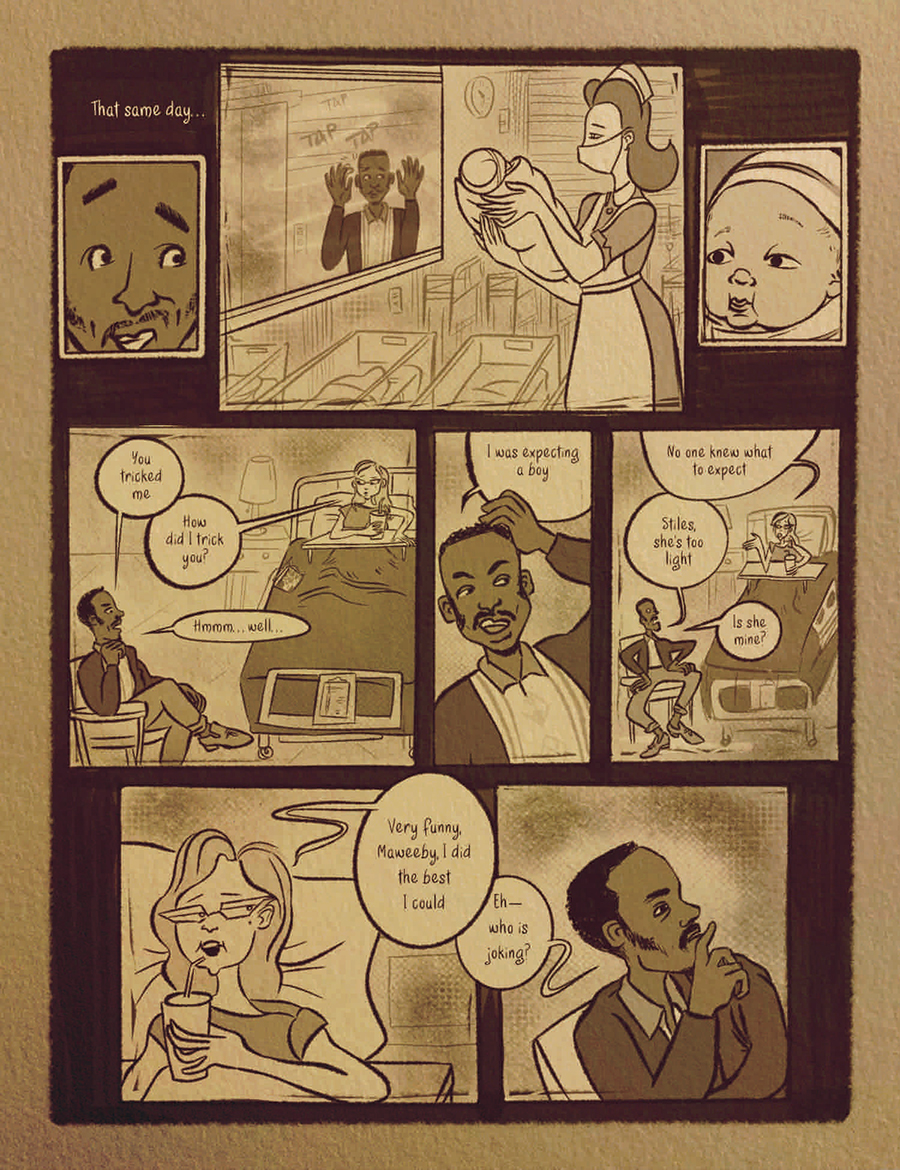 That same day...
TAP
TAP
TAP
You
tricked
me
How
did I trick
you?
Hmmm... well...
I was expecting
a boy
No one knew what
to expect
Stiles,
she's too
light
Is she
mine?
Very funny,
Maweeby, I did
the best
I could
Eh—
who is
joking?